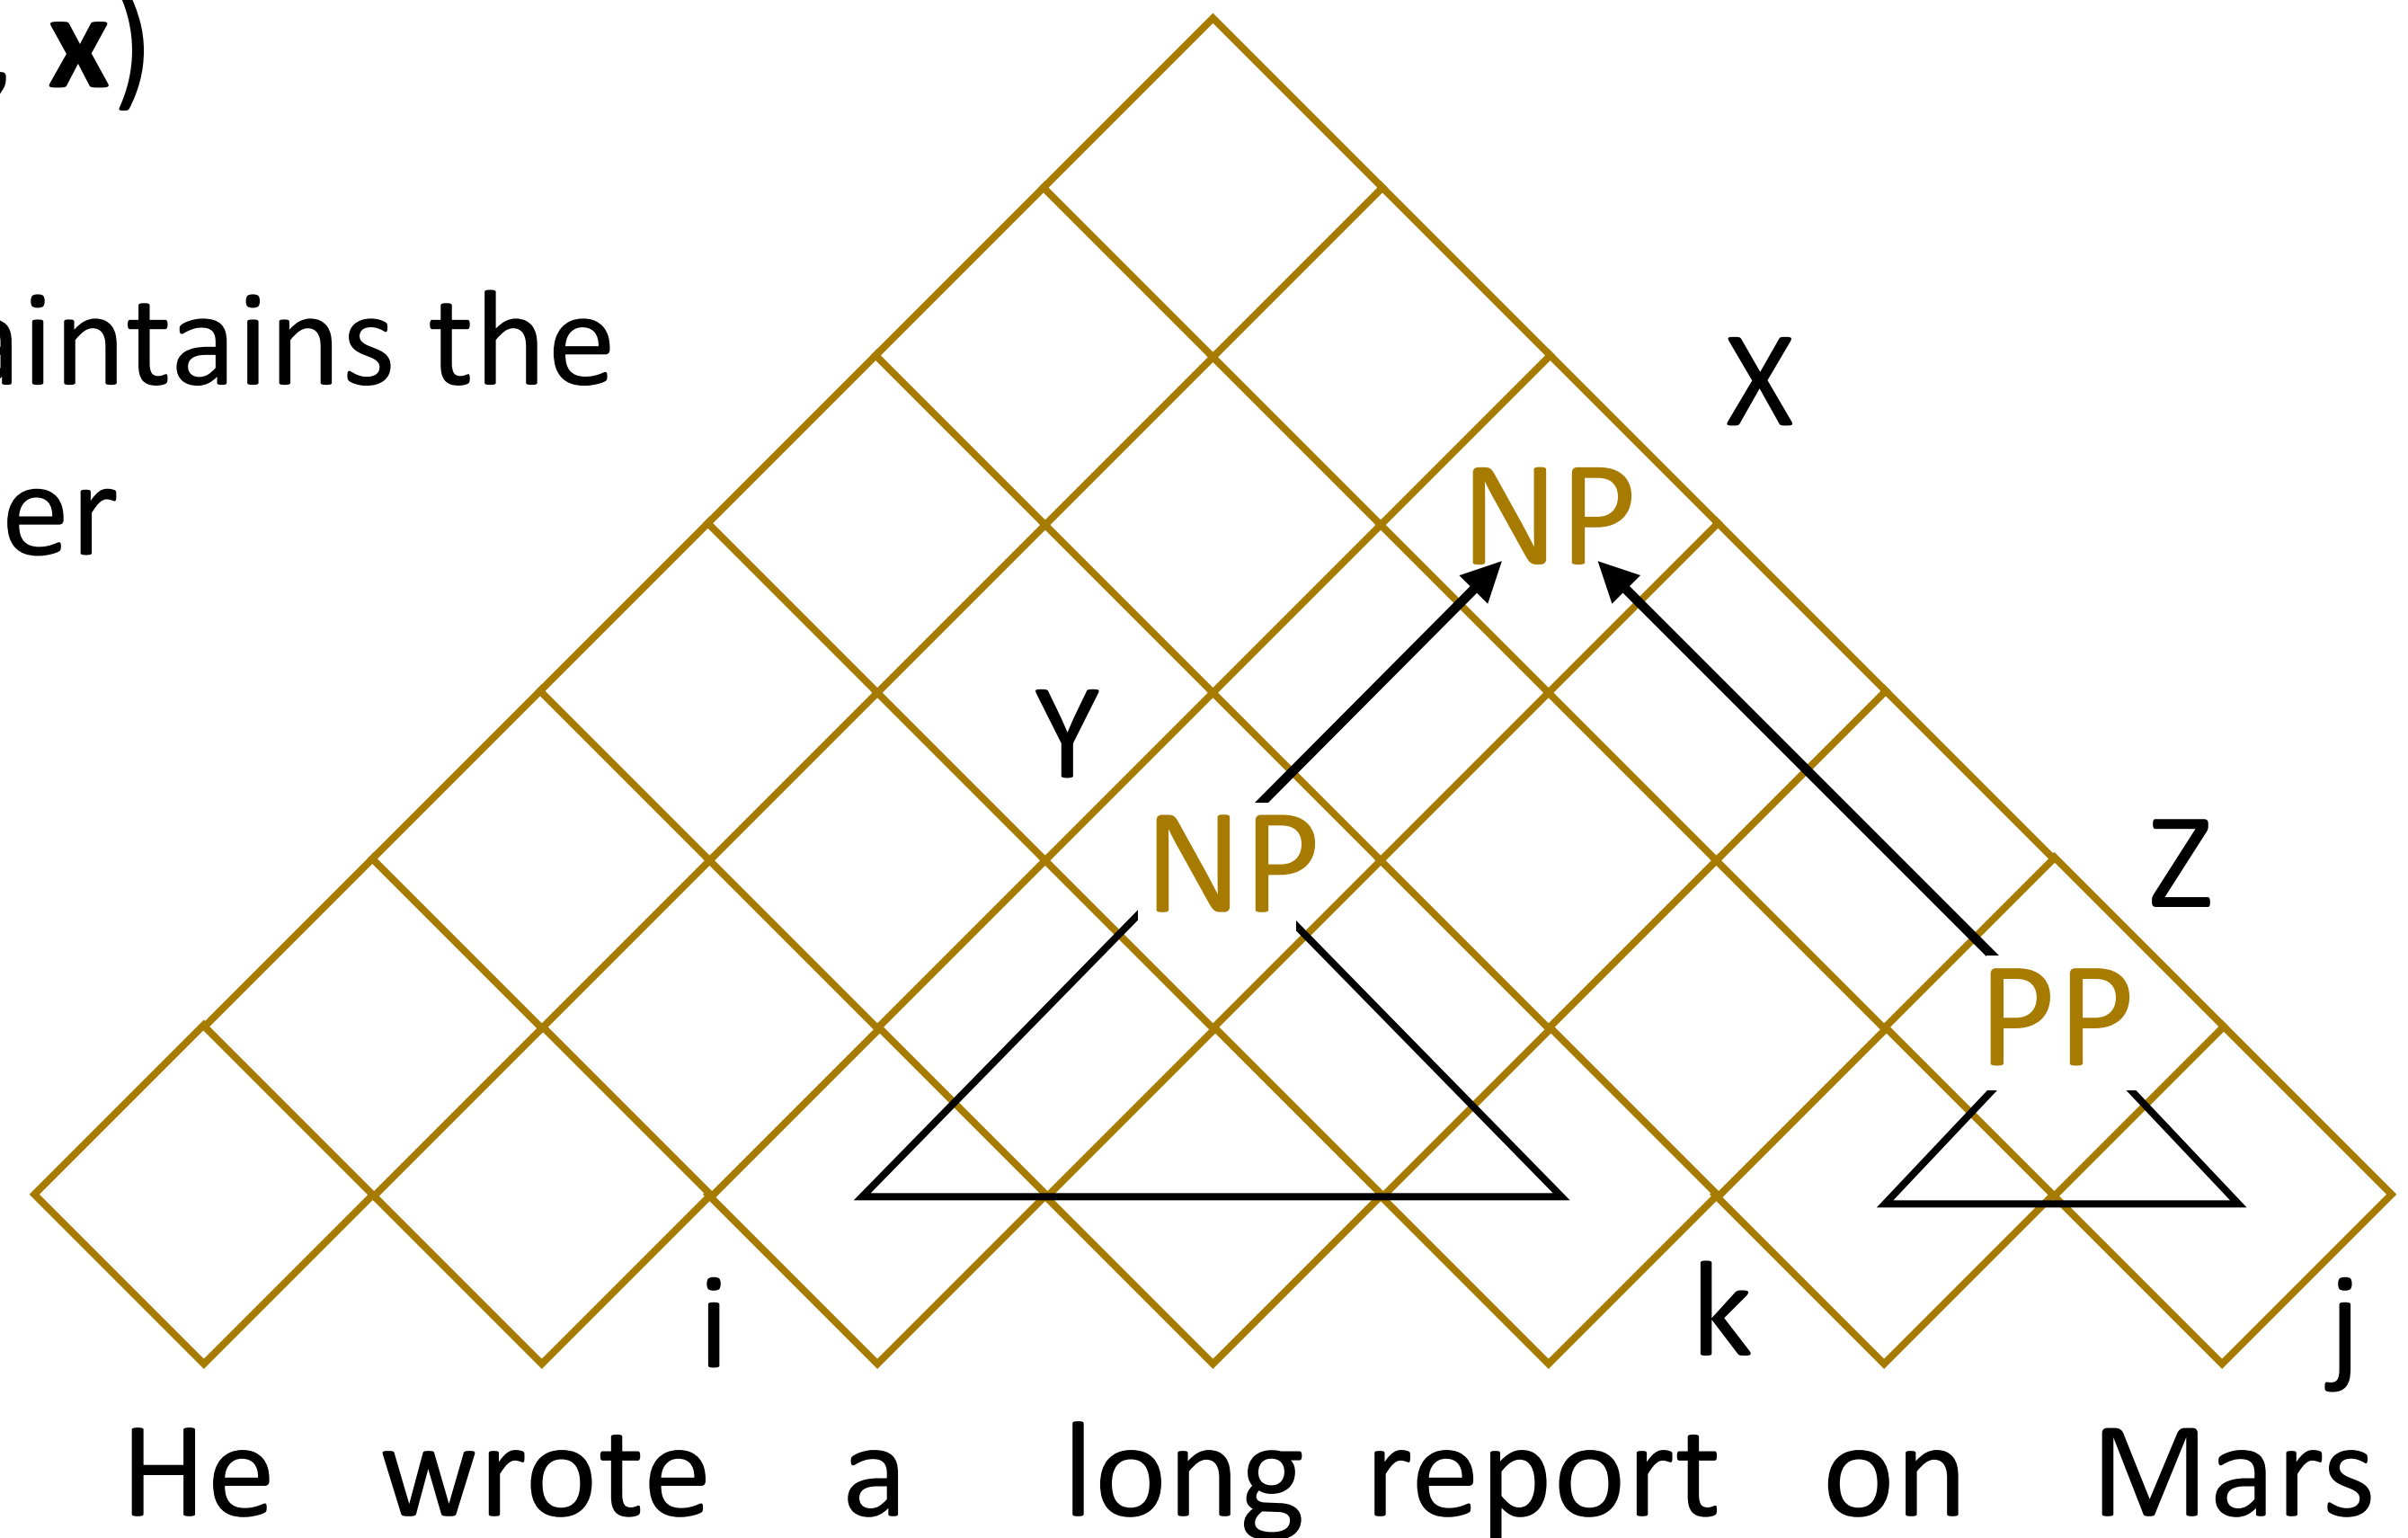 , x)
aintains the
er
X
NP
Y
NP
Z
PP
i
k
j
He wrote a long report on Mars